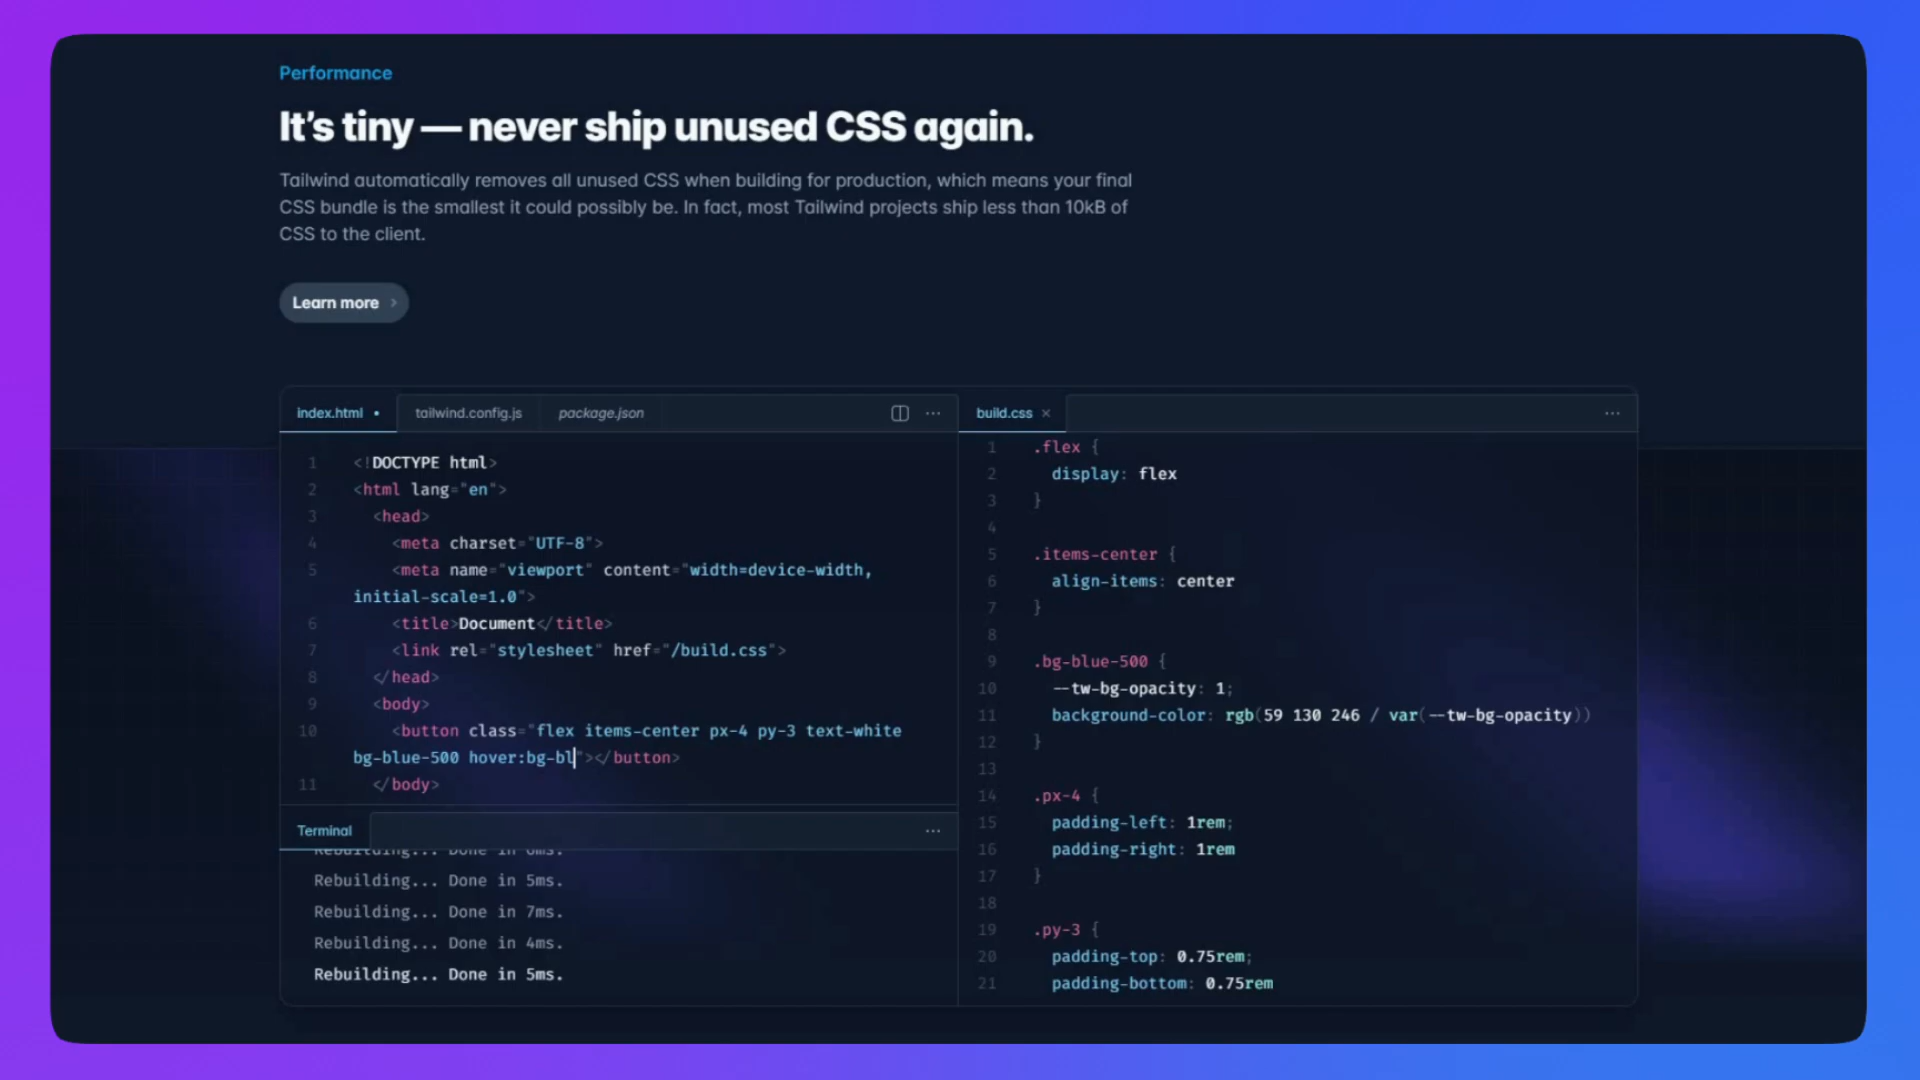 Performance
It's tiny — never ship unused CSS again.
Tailwind automatically removes all unused CSS when building for production, which means your final
CSS bundle is the smallest it could possibly be. In fact, most Tailwind projects ship less than 10kB of
CSS to the client.
Learn more
index.html
tailwind.config.js
package.json
1 <!DOCTYPE html>
2 <html lang="en">
3 <head>
4 <meta charset="UTF-8">
5 <meta name="viewport" content="width=device-width,
initial-scale=1.0">
6 <title>Document</title>
7 <link rel="stylesheet" href="/build.css">
8 </head>
9 <body>
10 <button class="flex items-center px-4 py-3 text-white
bg-blue-500 hover:bg-bl"></button>
11 </body>
Terminal
Rebuilding... Done in 6ms.
Rebuilding... Done in 5ms.
Rebuilding... Done in 7ms.
Rebuilding... Done in 4ms.
Rebuilding... Done in 5ms.
build.css
1 .flex {
2 display: flex
3 }
4
5 .items-center {
6 align-items: center
7 }
8
9 .bg-blue-500 {
10 --tw-bg-opacity: 1;
11 background-color: rgb(59 130 246 / var(--tw-bg-opacity))
12 }
13
14 .px-4 {
15 padding-left: 1rem;
16 padding-right: 1rem
17 }
18
19 .py-3 {
20 padding-top: 0.75rem;
21 padding-bottom: 0.75rem